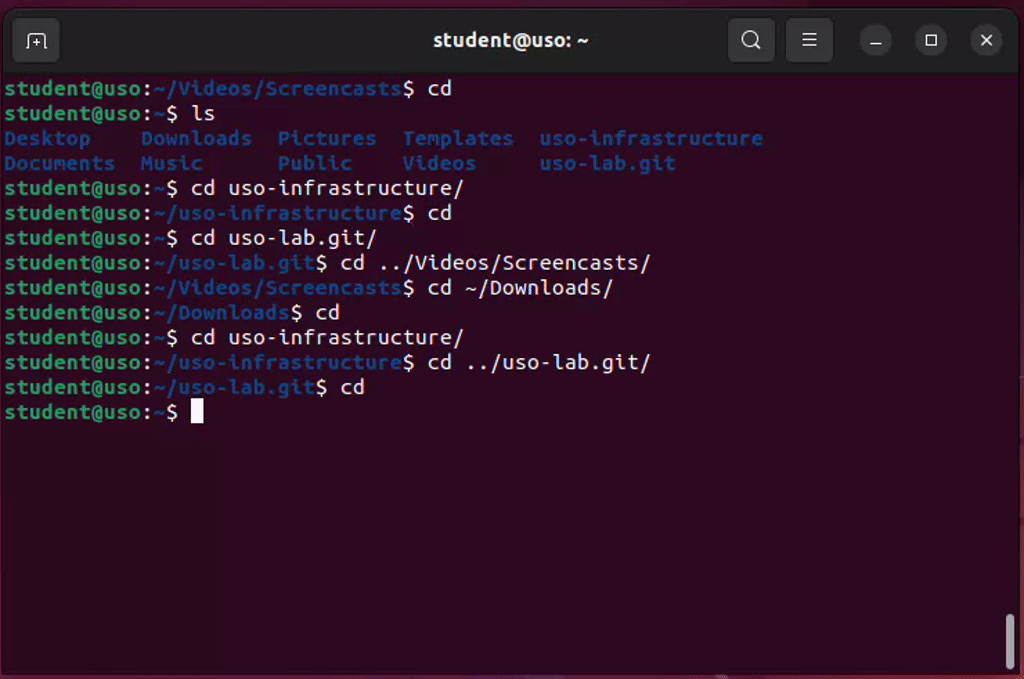 student@uso: ~
student@uso:~/Videos/Screencasts$ cd
student@uso:~$ ls
Desktop    Downloads  Pictures  Templates  uso-infrastructure
Documents  Music      Public    Videos     uso-lab.git
student@uso:~$ cd uso-infrastructure/
student@uso:~/uso-infrastructure$ cd
student@uso:~$ cd uso-lab.git/
student@uso:~/uso-lab.git$ cd ../Videos/Screencasts/
student@uso:~/Videos/Screencasts$ cd ~/Downloads/
student@uso:~/Downloads$ cd
student@uso:~$ cd uso-infrastructure/
student@uso:~/uso-infrastructure$ cd ../uso-lab.git/
student@uso:~/uso-lab.git$ cd
student@uso:~$